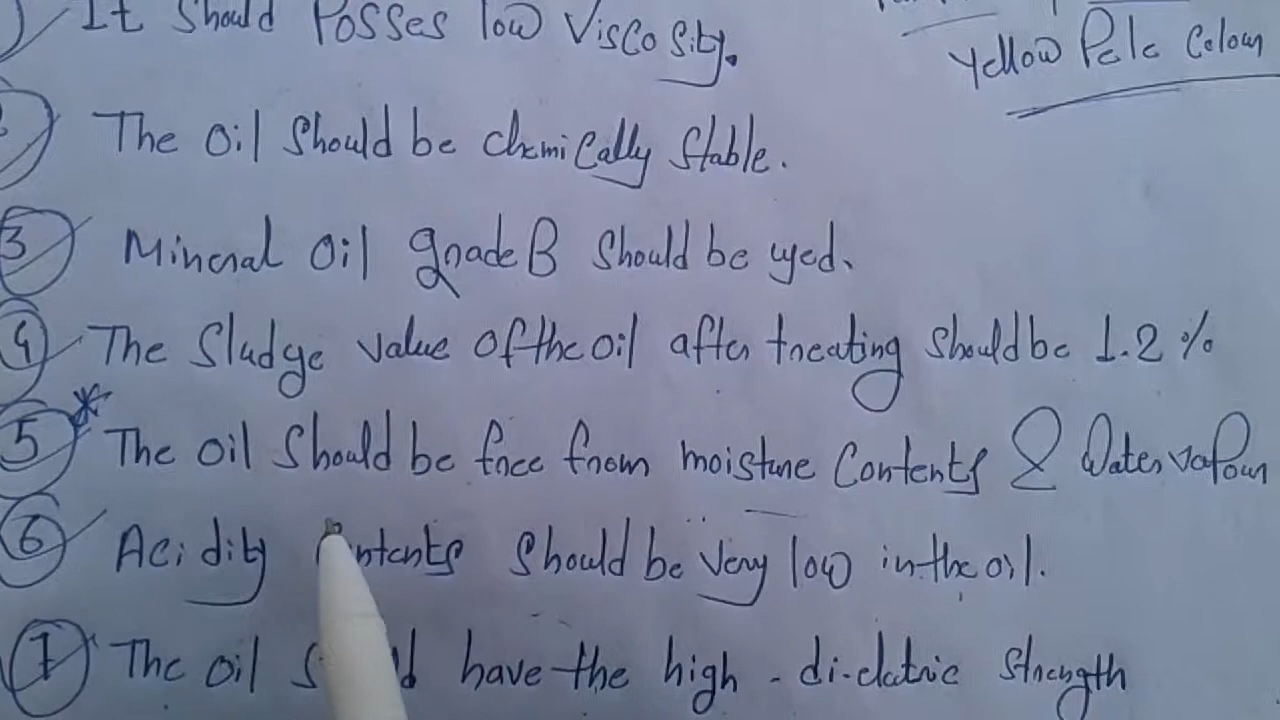 It should Posses low Viscosity.
Yellow Pale Colour
The oil should be chemically stable.
3 Mineral oil grade B should be used.
4 The sludge value of the oil after treating should be 1.2 %
5 * The oil should be free from moisture contents & water vapour
6 Acidity should be very low in the oil.
7 The oil have the high - di-electric strength